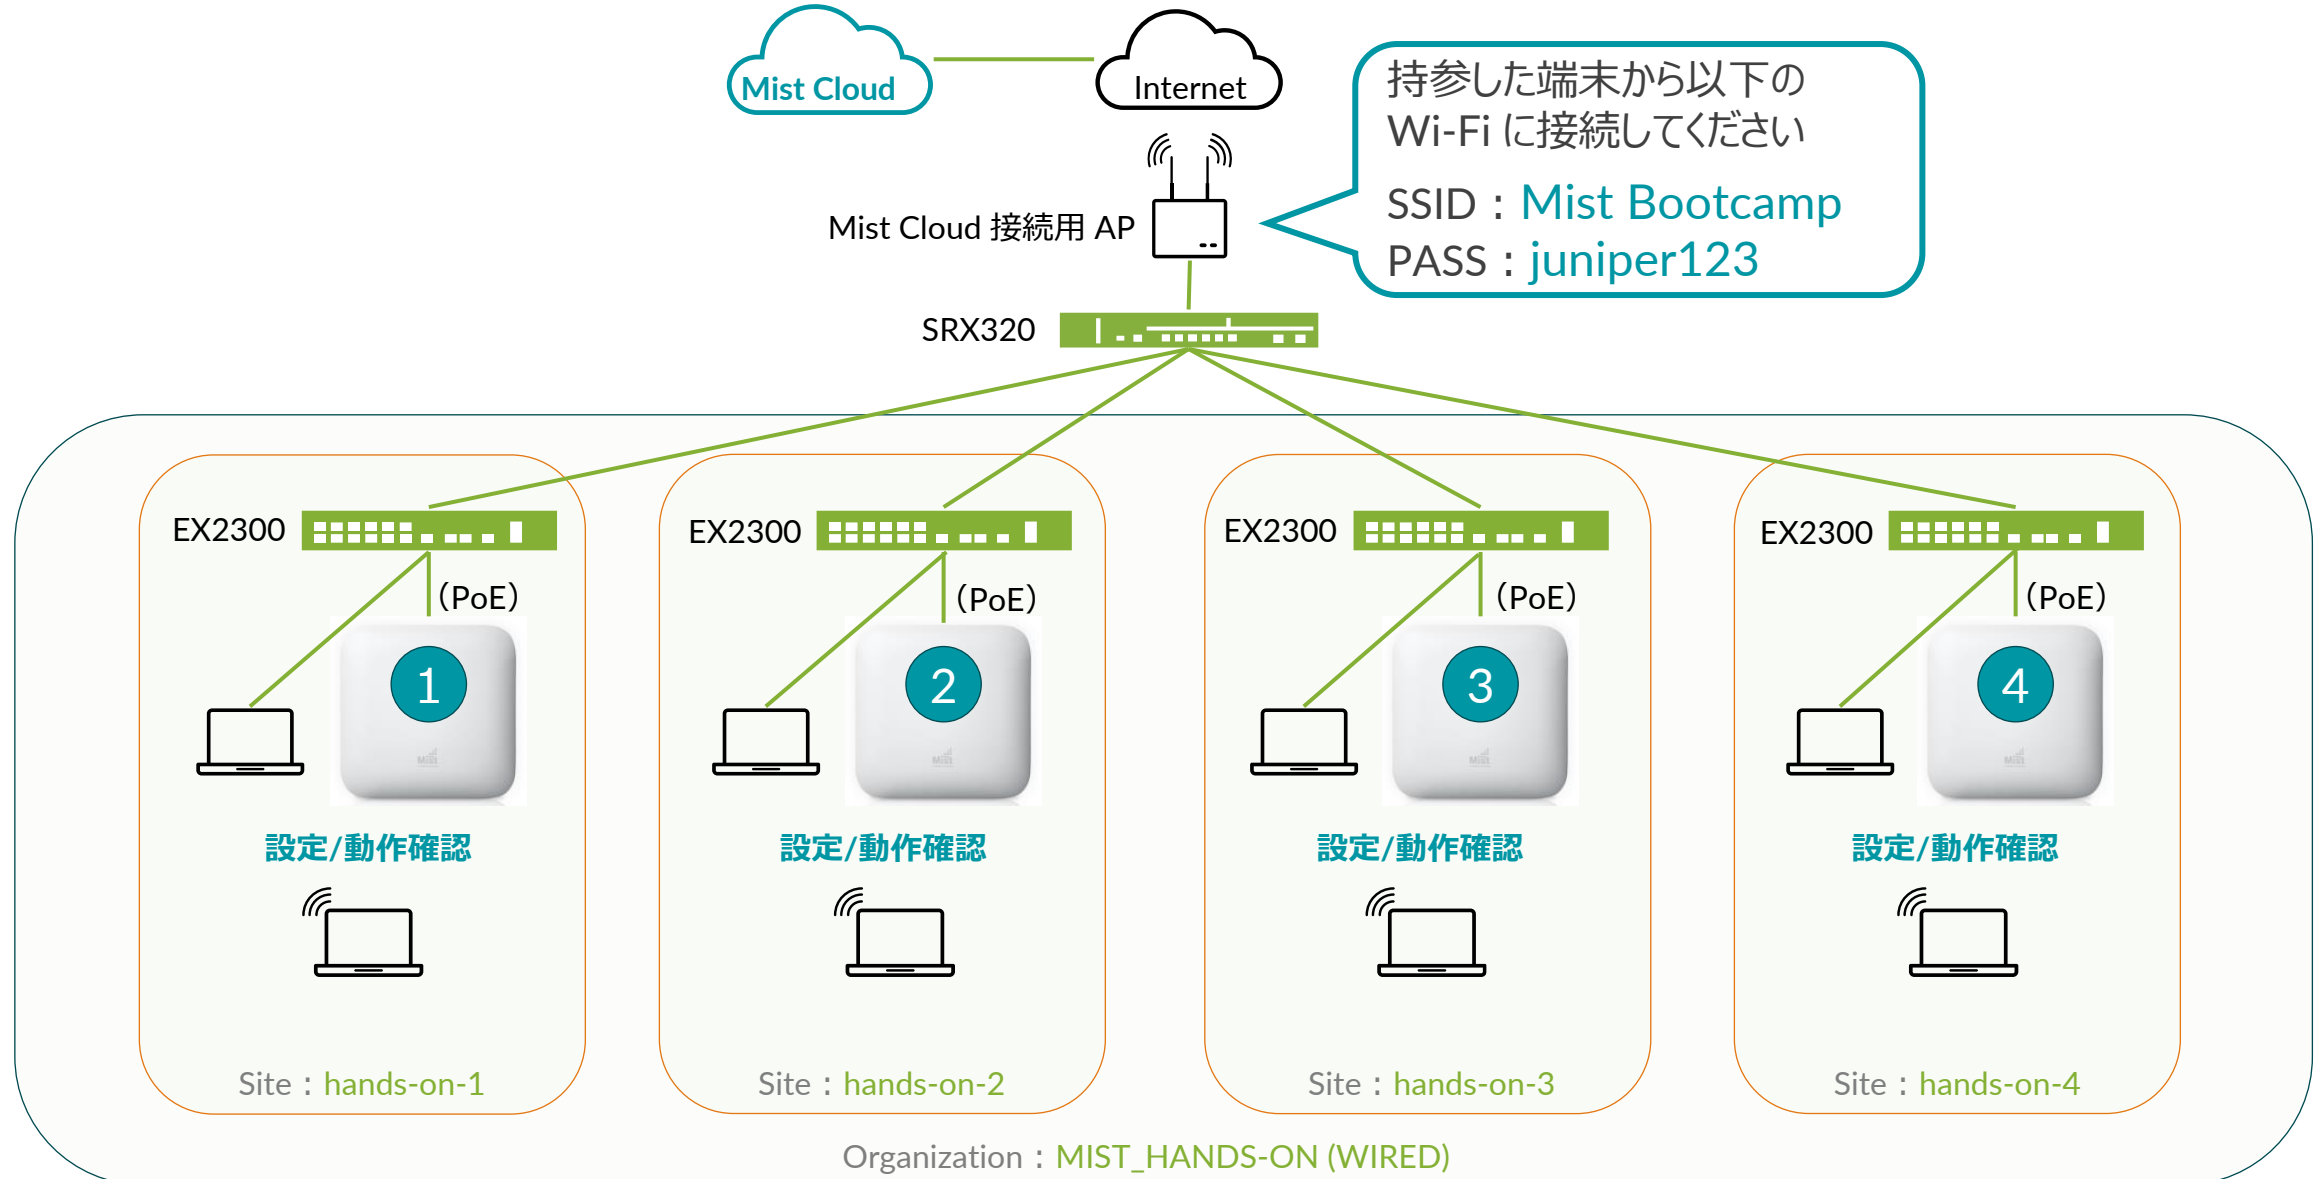 Mist Cloud
Internet
持参した端末から以下の
Wi-Fi に接続してください
SSID：Mist Bootcamp
PASS：juniper123
Mist Cloud 接続用 AP
SRX320
EX2300
EX2300
EX2300
EX2300
（PoE）
（PoE）
（PoE）
（PoE）
1
2
3
4
Mist
Mist
Mist
Mist
設定/動作確認
設定/動作確認
設定/動作確認
設定/動作確認
Site：hands-on-1
Site：hands-on-2
Site：hands-on-3
Site：hands-on-4
Organization：MIST_HANDS-ON (WIRED)